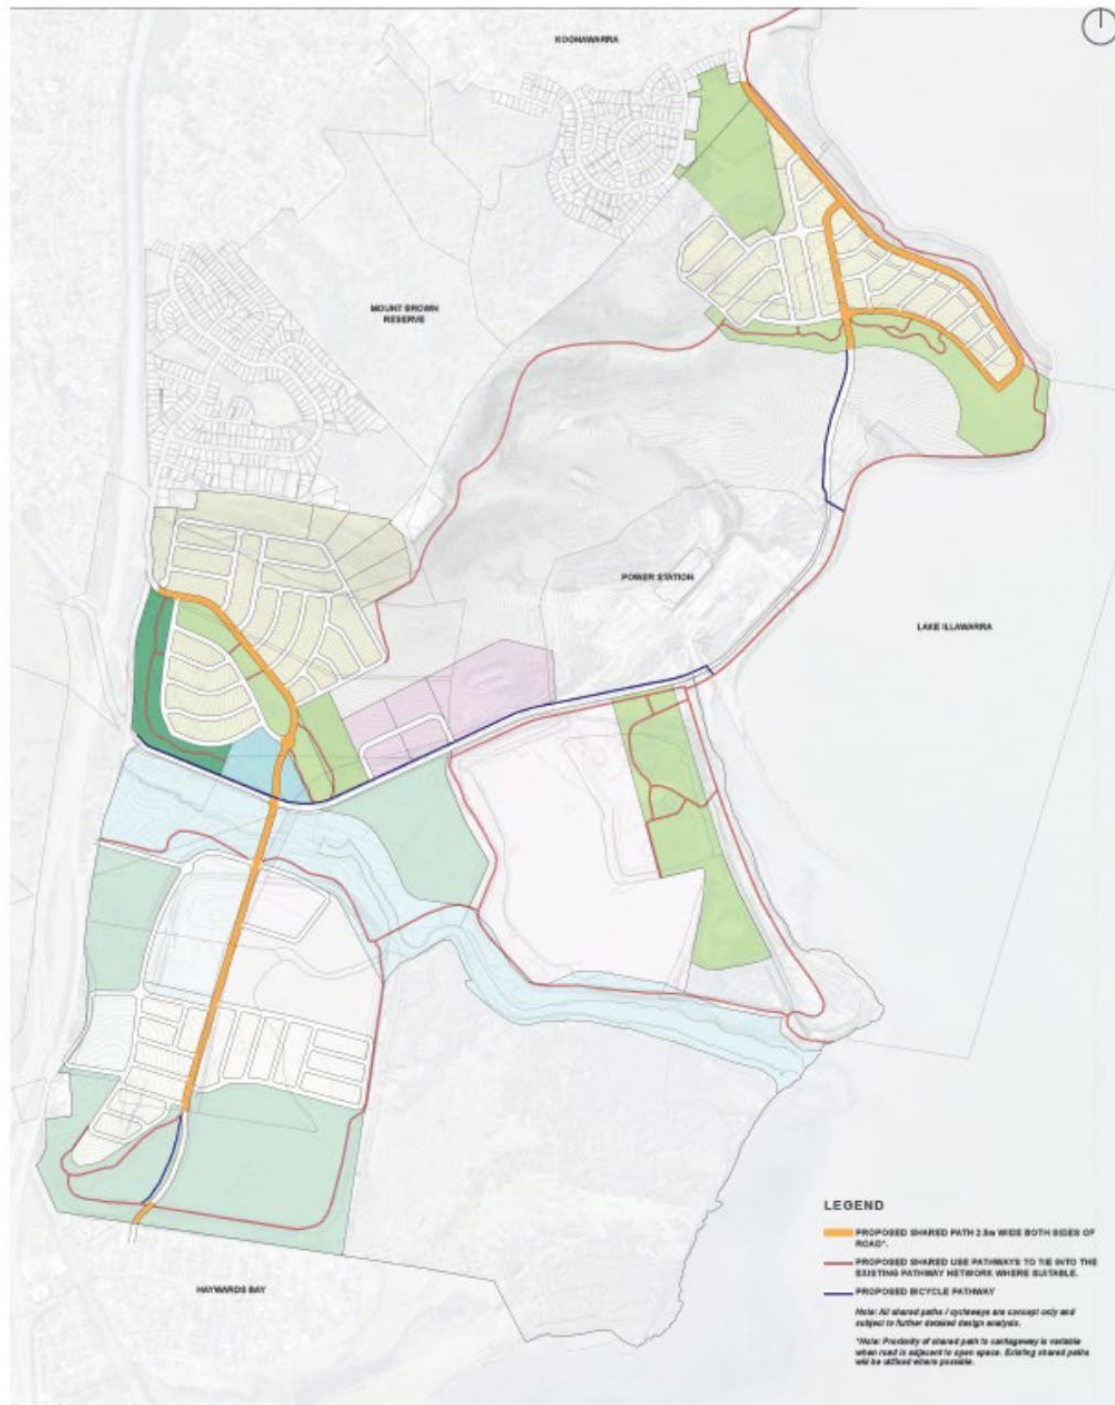 KOONAWARRA
MOUNT BROWN
RESERVE
POWER STATION
LAKE ILLAWARRA
HAYWARDS BAY
LEGEND
PROPOSED SHARED PATH 2.5m WIDE BOTH SIDES OF
ROAD*.
PROPOSED SHARED USE PATHWAYS TO TIE INTO THE
EXISTING PATHWAY NETWORK WHERE SUITABLE.
PROPOSED BICYCLE PATHWAY
Note: All shared paths / cycleways are concept only and
subject to further detailed design analysis.
*Note: Proximity of shared path to carriageway is variable
when road is adjacent to open space. Existing shared paths
will be utilised where possible.